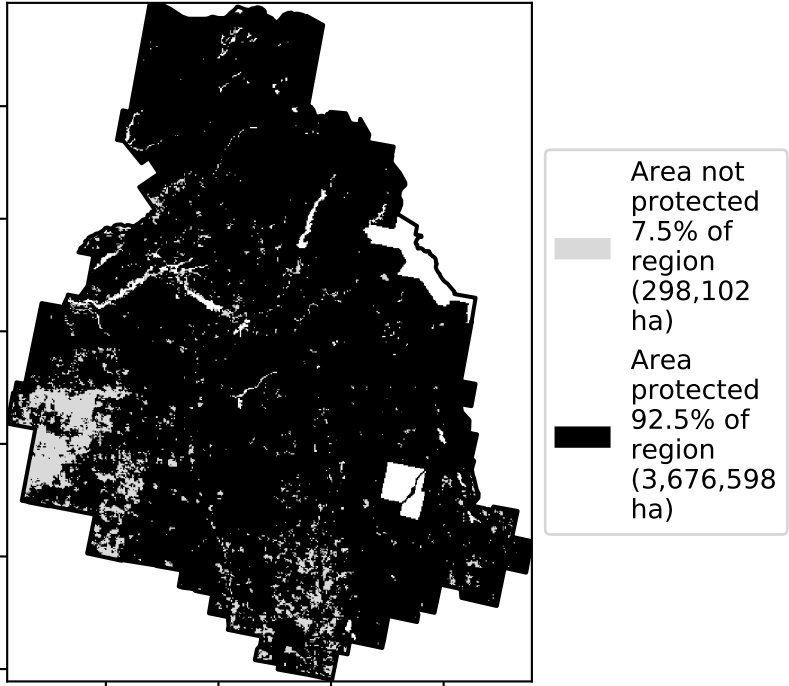 Area not
protected
7.5% of
region
(298,102
ha)
Area
protected
92.5% of
region
(3,676,598
ha)